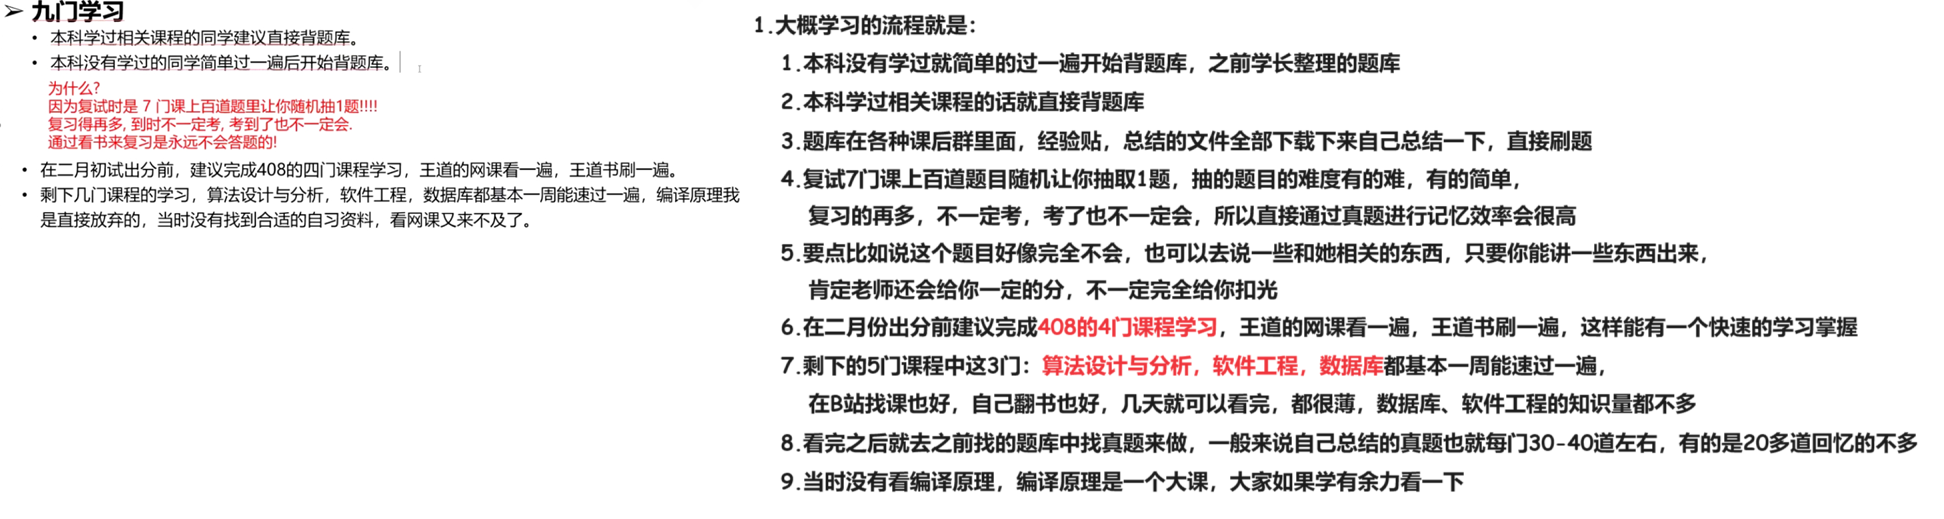 ➢ 九门学习
• 本科学过相关课程的同学建议直接背题库。
• 本科没有学过的同学简单过一遍后开始背题库。
为什么?
因为复试时是 7 门课上百道题里让你随机抽1题!!!!
复习得再多, 到时不一定考, 考到了也不一定会.
通过看书来复习是永远不会答题的!
• 在二月初试出分前，建议完成408的四门课程学习，王道的网课看一遍，王道书刷一遍。
• 剩下几门课程的学习，算法设计与分析，软件工程，数据库都基本一周能速过一遍，编译原理我
是直接放弃的，当时没有找到合适的自习资料，看网课又来不及了。
1.大概学习的流程就是：
1.本科没有学过就简单的过一遍开始背题库，之前学长整理的题库
2.本科学过相关课程的话就直接背题库
3.题库在各种课后群里面，经验贴，总结的文件全部下载下来自己总结一下，直接刷题
4.复试7门课上百道题目随机让你抽取1题，抽的题目的难度有的难，有的简单，
复习的再多，不一定考，考了也不一定会，所以直接通过真题进行记忆效率会很高
5.要点比如说这个题目好像完全不会，也可以去说一些和她相关的东西，只要你能讲一些东西出来，
肯定老师还会给你一定的分，不一定完全给你扣光
6.在二月份出分前建议完成408的4门课程学习，王道的网课看一遍，王道书刷一遍，这样能有一个快速的学习掌握
7.剩下的5门课程中这3门：算法设计与分析，软件工程，数据库都基本一周能速过一遍，
在B站找课也好，自己翻书也好，几天就可以看完，都很薄，数据库、软件工程的知识量都不多
8.看完之后就去之前找的题库中找真题来做，一般来说自己总结的真题也就每门30-40道左右，有的是20多道回忆的不多
9.当时没有看编译原理，编译原理是一个大课，大家如果学有余力看一下